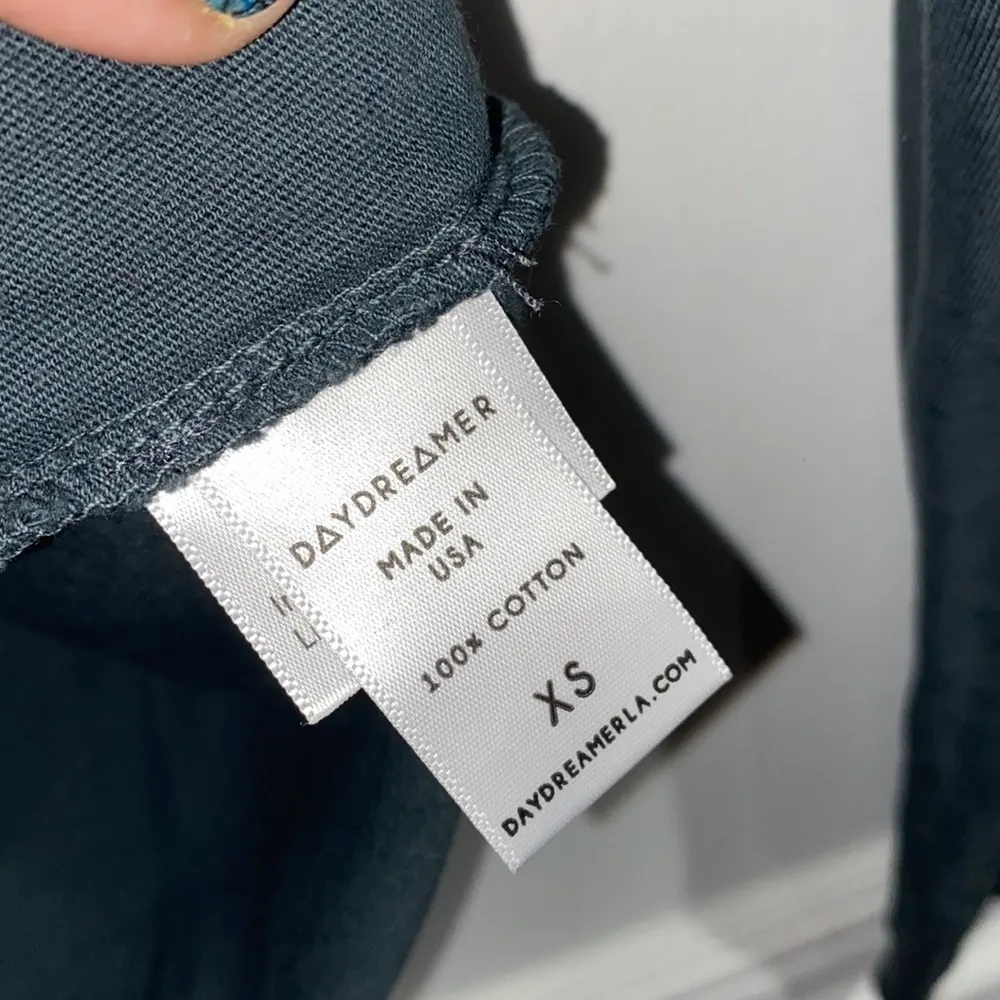 DAYDREAMER
MADE IN
USA
100% COTTON
XS
DAYDREAMERLA.COM